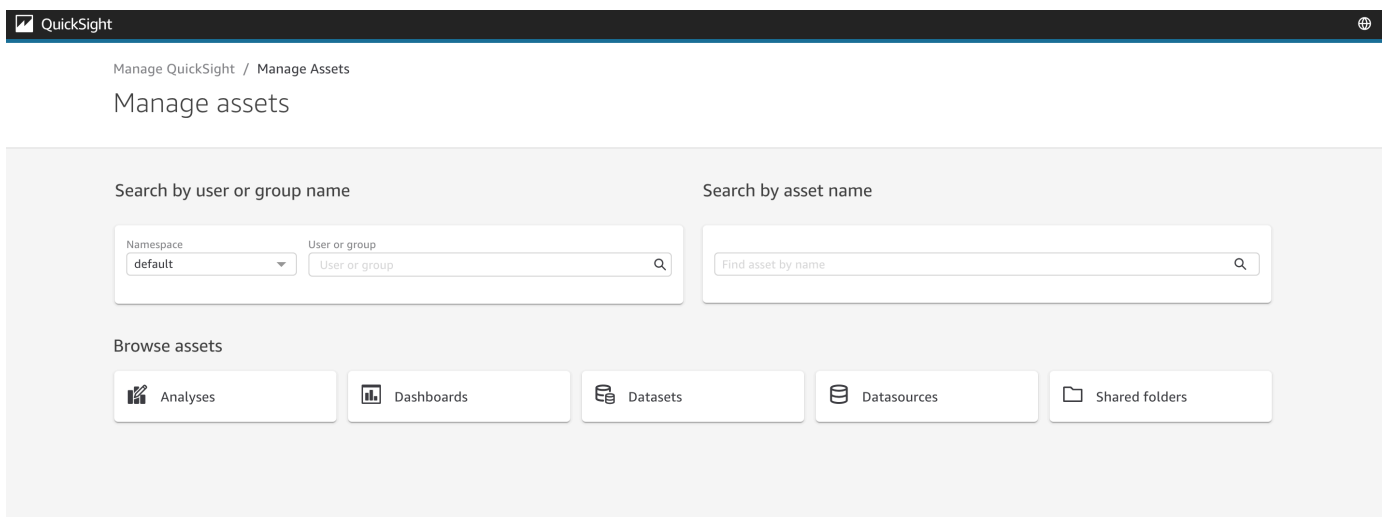 QuickSight
Manage QuickSight / Manage Assets
Manage assets
Search by user or group name
Search by asset name
Namespace
User or group
default
User or group
Find asset by name
Browse assets
Analyses
Dashboards
Datasets
Datasources
Shared folders